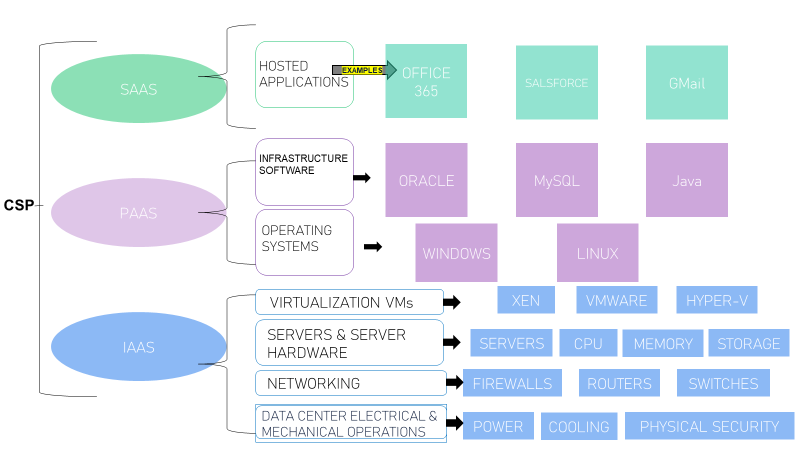 CSP
SAAS
HOSTED
APPLICATIONS
EXAMPLES
OFFICE
365
SALSFORCE
GMail
PAAS
INFRASTRUCTURE
SOFTWARE
ORACLE
MySQL
Java
OPERATING
SYSTEMS
WINDOWS
LINUX
IAAS
VIRTUALIZATION VMs
XEN
VMWARE
HYPER-V
SERVERS & SERVER
HARDWARE
SERVERS
CPU
MEMORY
STORAGE
NETWORKING
FIREWALLS
ROUTERS
SWITCHES
DATA CENTER ELECTRICAL &
MECHANICAL OPERATIONS
POWER
COOLING
PHYSICAL SECURITY